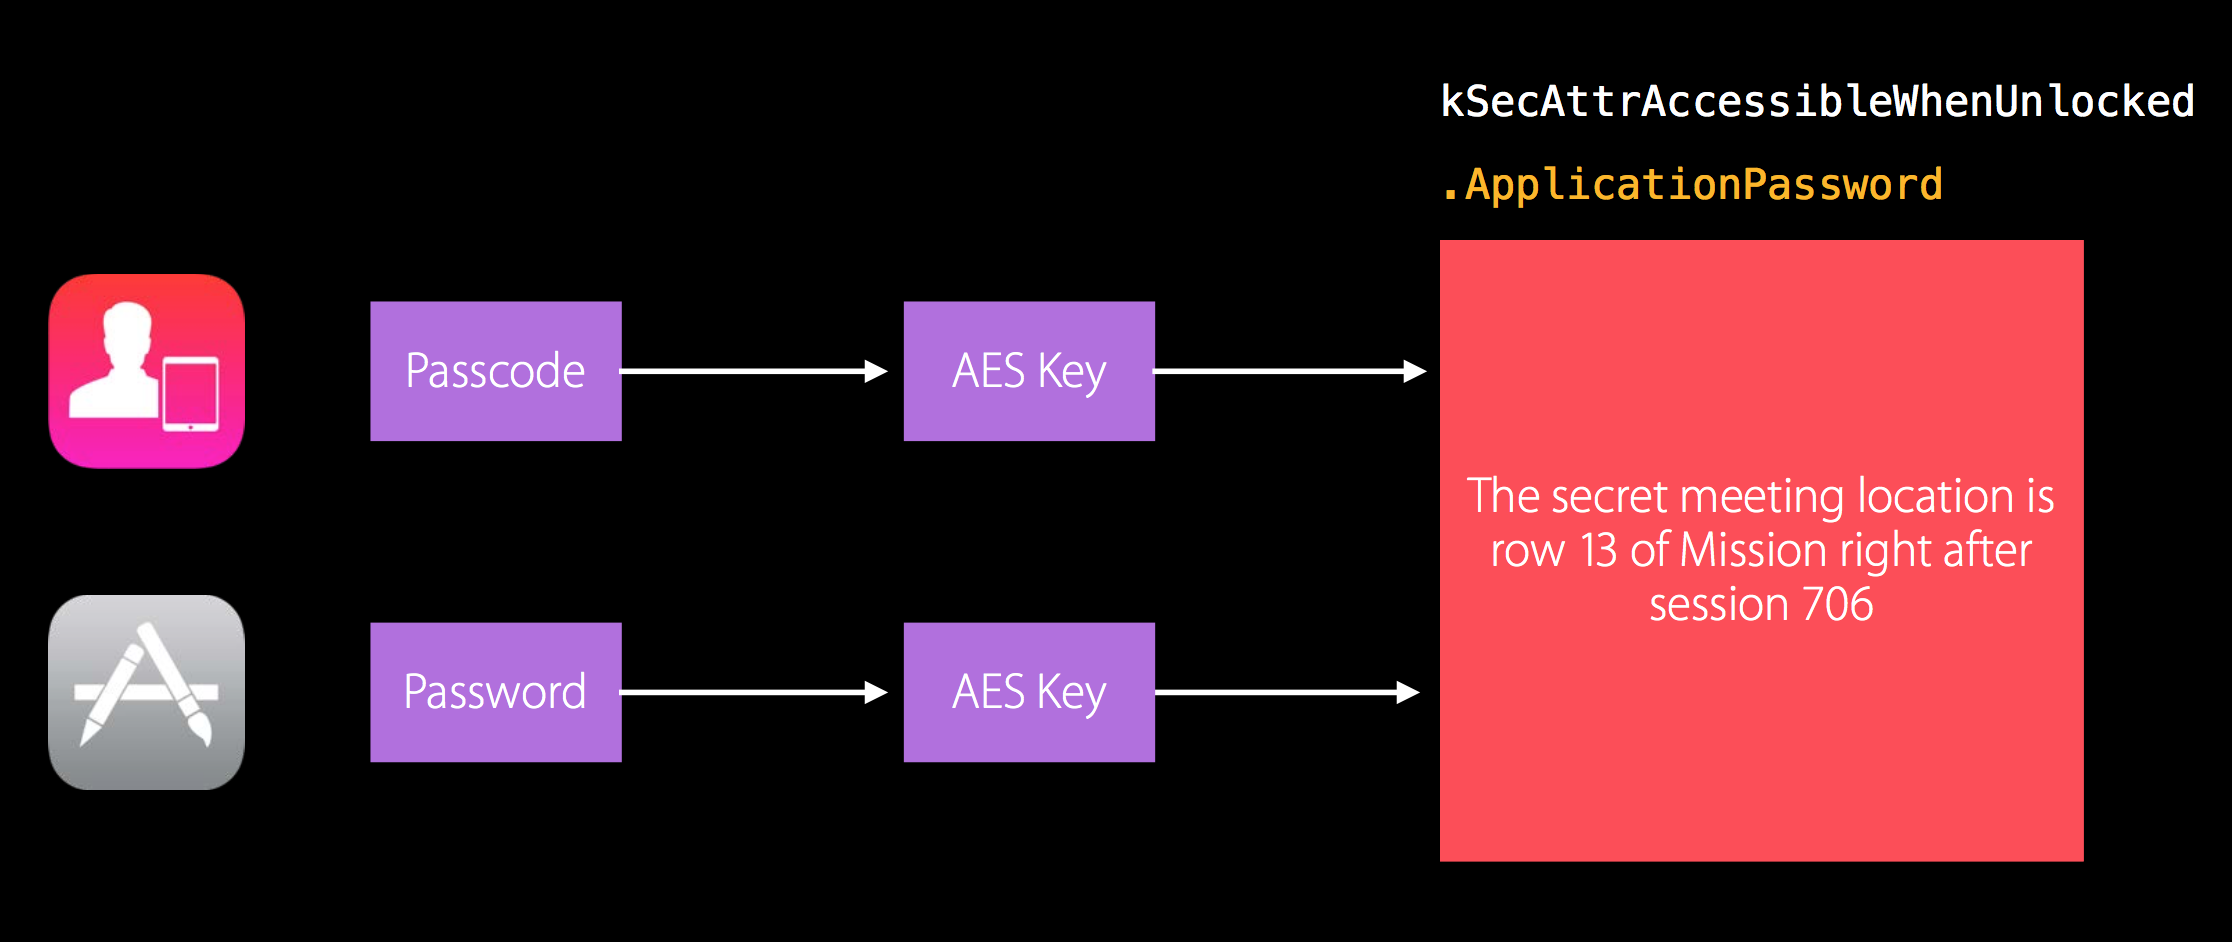 kSecAttrAccessibleWhenUnlocked
.ApplicationPassword
Passcode
AES Key
Password
AES Key
The secret meeting location is
row 13 of Mission right after
session 706